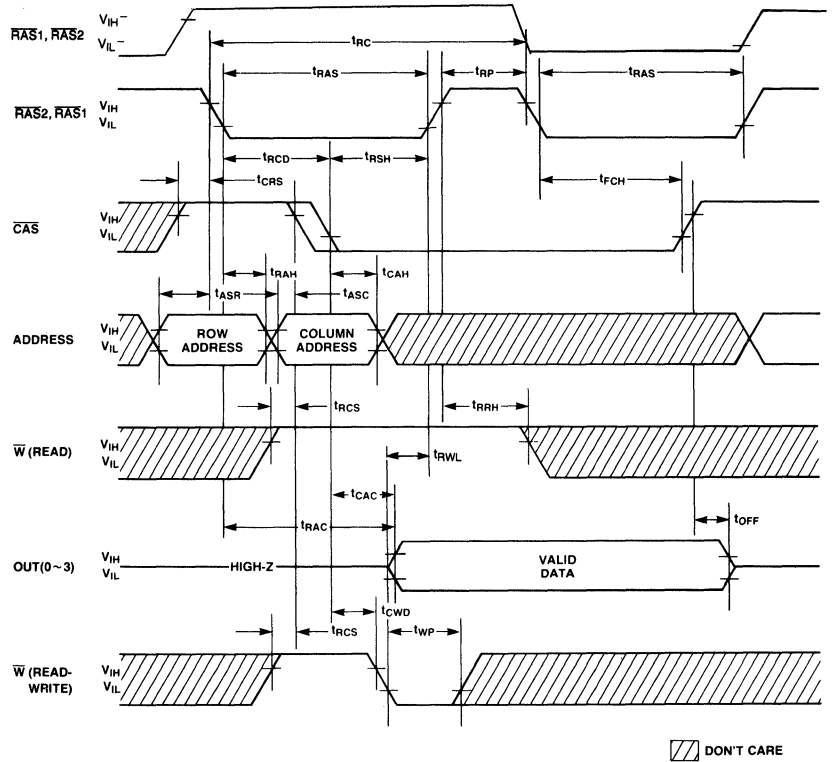 RAS1, RAS2
VIH
VIL
tRC
tRAS
tRP
tRAS
RAS2, RAS1
VIH
VIL
tRCD
tRSH
tCRS
tFCH
CAS
VIH
VIL
tRAH
tCAH
tASR
tASC
ADDRESS
VIH
VIL
ROW
ADDRESS
COLUMN
ADDRESS
tRCS
tRRH
W (READ)
VIH
VIL
tRWL
tCAC
tRAC
tOFF
OUT(0~3)
VIH
VIL
HIGH-Z
VALID
DATA
tCWD
tRCS
tWP
W (READ-
WRITE)
VIH
VIL
DON'T CARE